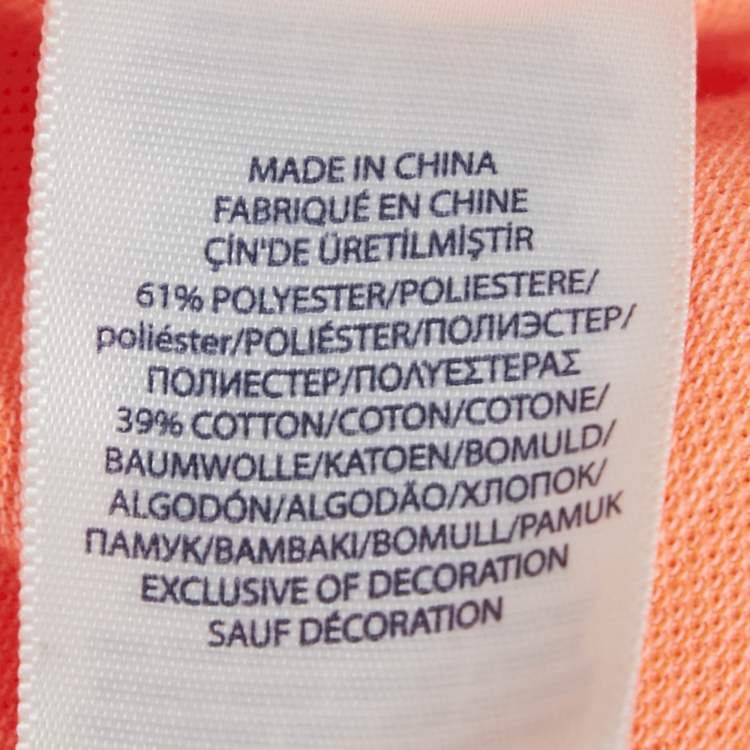 MADE IN CHINA
FABRIQUÉ EN CHINE
ÇİN'DE ÜRETİLMİŞTİR
61% POLYESTER/POLIESTERE/
poliéster/POLIÉSTER/ПОЛИЭСТЕР/
ПОЛИЕСТЕР/ΠΟΛΥΕΣΤΕΡΑΣ
39% COTTON/COTON/COTONE/
BAUMWOLLE/KATOEN/BOMULD/
ALGODÓN/ALGODÃO/ХЛОПОК/
ПАМУК/BAMBAKI/BOMULL/PAMUK
EXCLUSIVE OF DECORATION
SAUF DÉCORATION